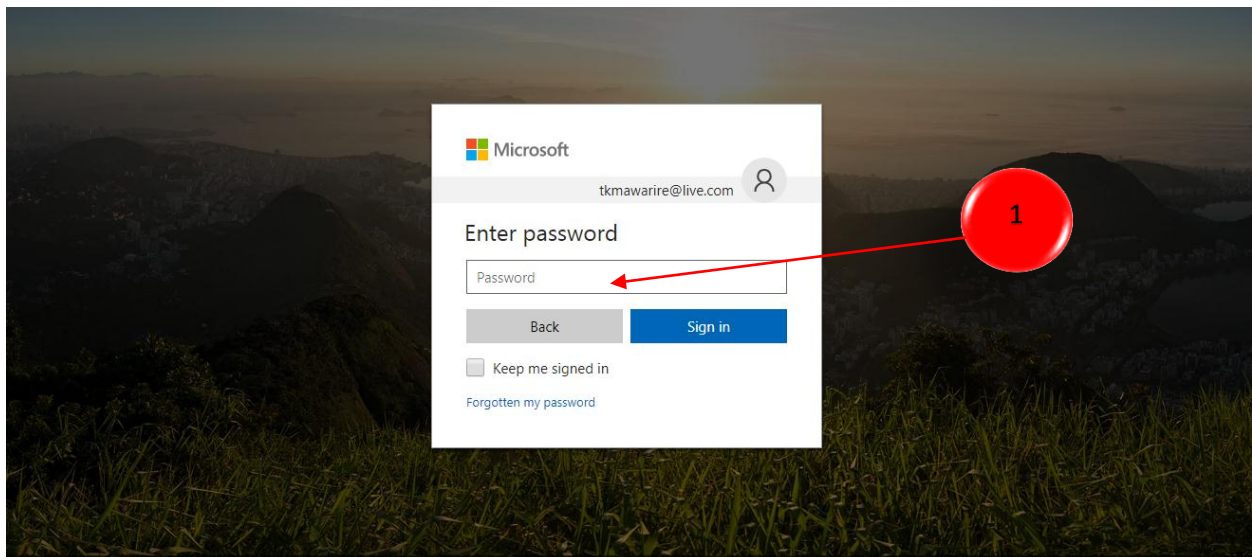 Microsoft
tkmawarire@live.com
Enter password
1
Password
Back Sign in
Keep me signed in
Forgotten my password